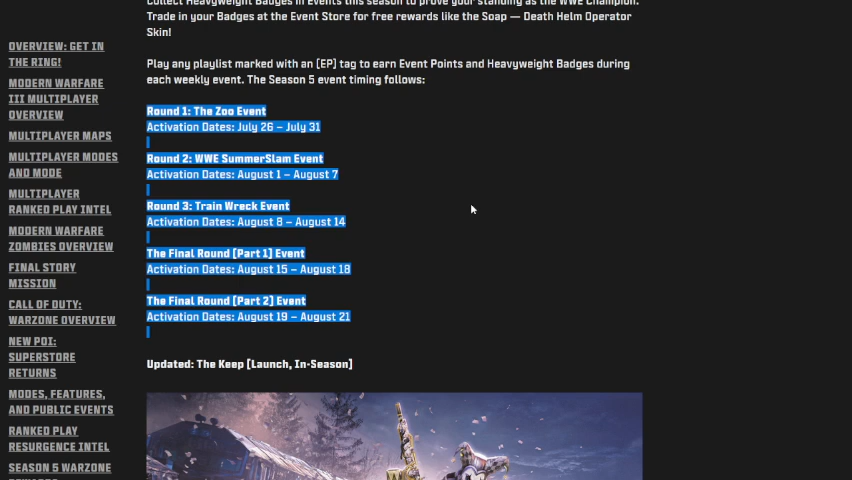 Collect Heavyweight Badges in Events this season to prove your standing as the WWE Champion.
Trade in your Badges at the Event Store for free rewards like the Soap — Death Helm Operator
Skin!
Play any playlist marked with an [EP] tag to earn Event Points and Heavyweight Badges during
each weekly event. The Season 5 event timing follows:
Round 1: The Zoo Event
Activation Dates: July 26 – July 31
Round 2: WWE SummerSlam Event
Activation Dates: August 1 – August 7
Round 3: Train Wreck Event
Activation Dates: August 8 – August 14
The Final Round [Part 1] Event
Activation Dates: August 15 – August 18
The Final Round [Part 2] Event
Activation Dates: August 19 – August 21
Updated: The Keep [Launch, In-Season]
OVERVIEW: GET IN
THE RING!
MODERN WARFARE
III MULTIPLAYER
OVERVIEW
MULTIPLAYER MAPS
MULTIPLAYER MODES
AND MODE
MULTIPLAYER
RANKED PLAY INTEL
MODERN WARFARE
ZOMBIES OVERVIEW
FINAL STORY
MISSION
CALL OF DUTY:
WARZONE OVERVIEW
NEW POI:
SUPERSTORE
RETURNS
MODES, FEATURES,
AND PUBLIC EVENTS
RANKED PLAY
RESURGENCE INTEL
SEASON 5 WARZONE